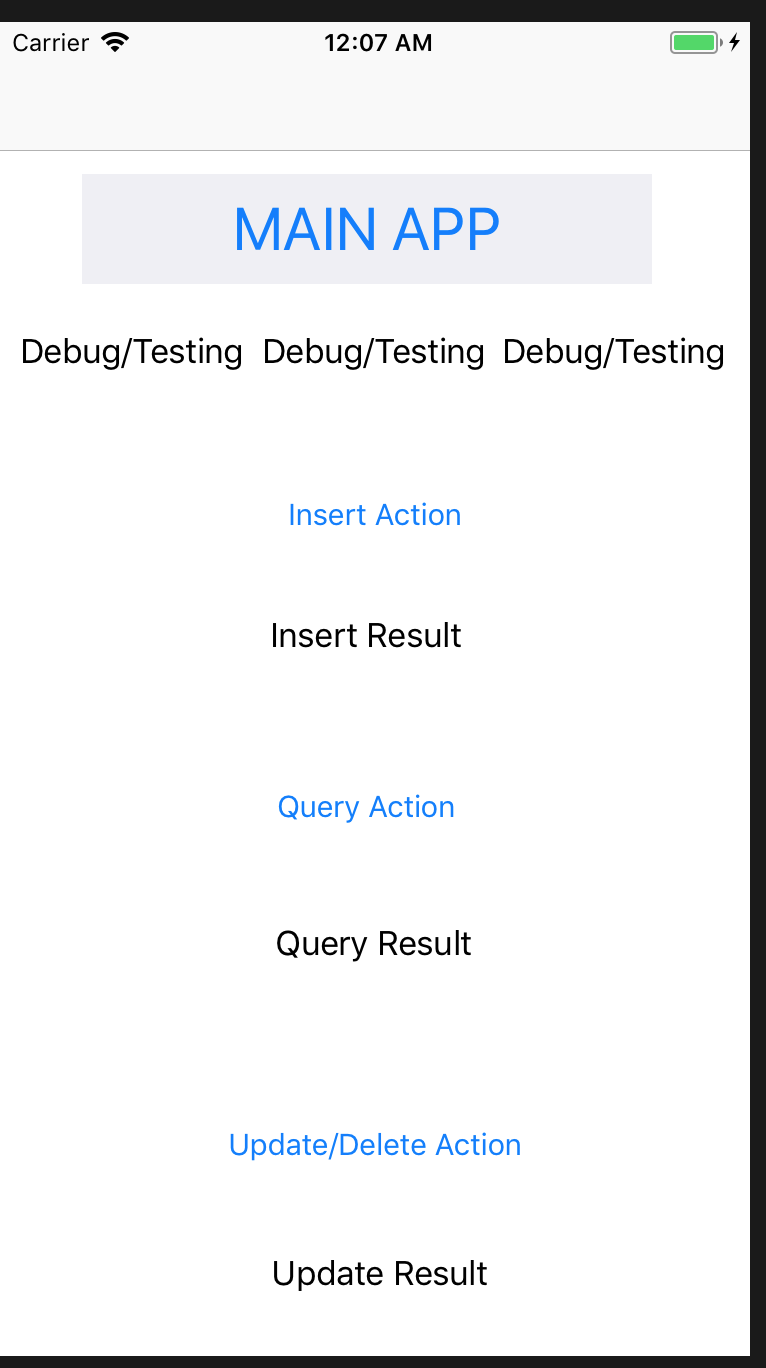 Carrier 12:07 AM
MAIN APP
Debug/Testing Debug/Testing Debug/Testing
Insert Action
Insert Result
Query Action
Query Result
Update/Delete Action
Update Result